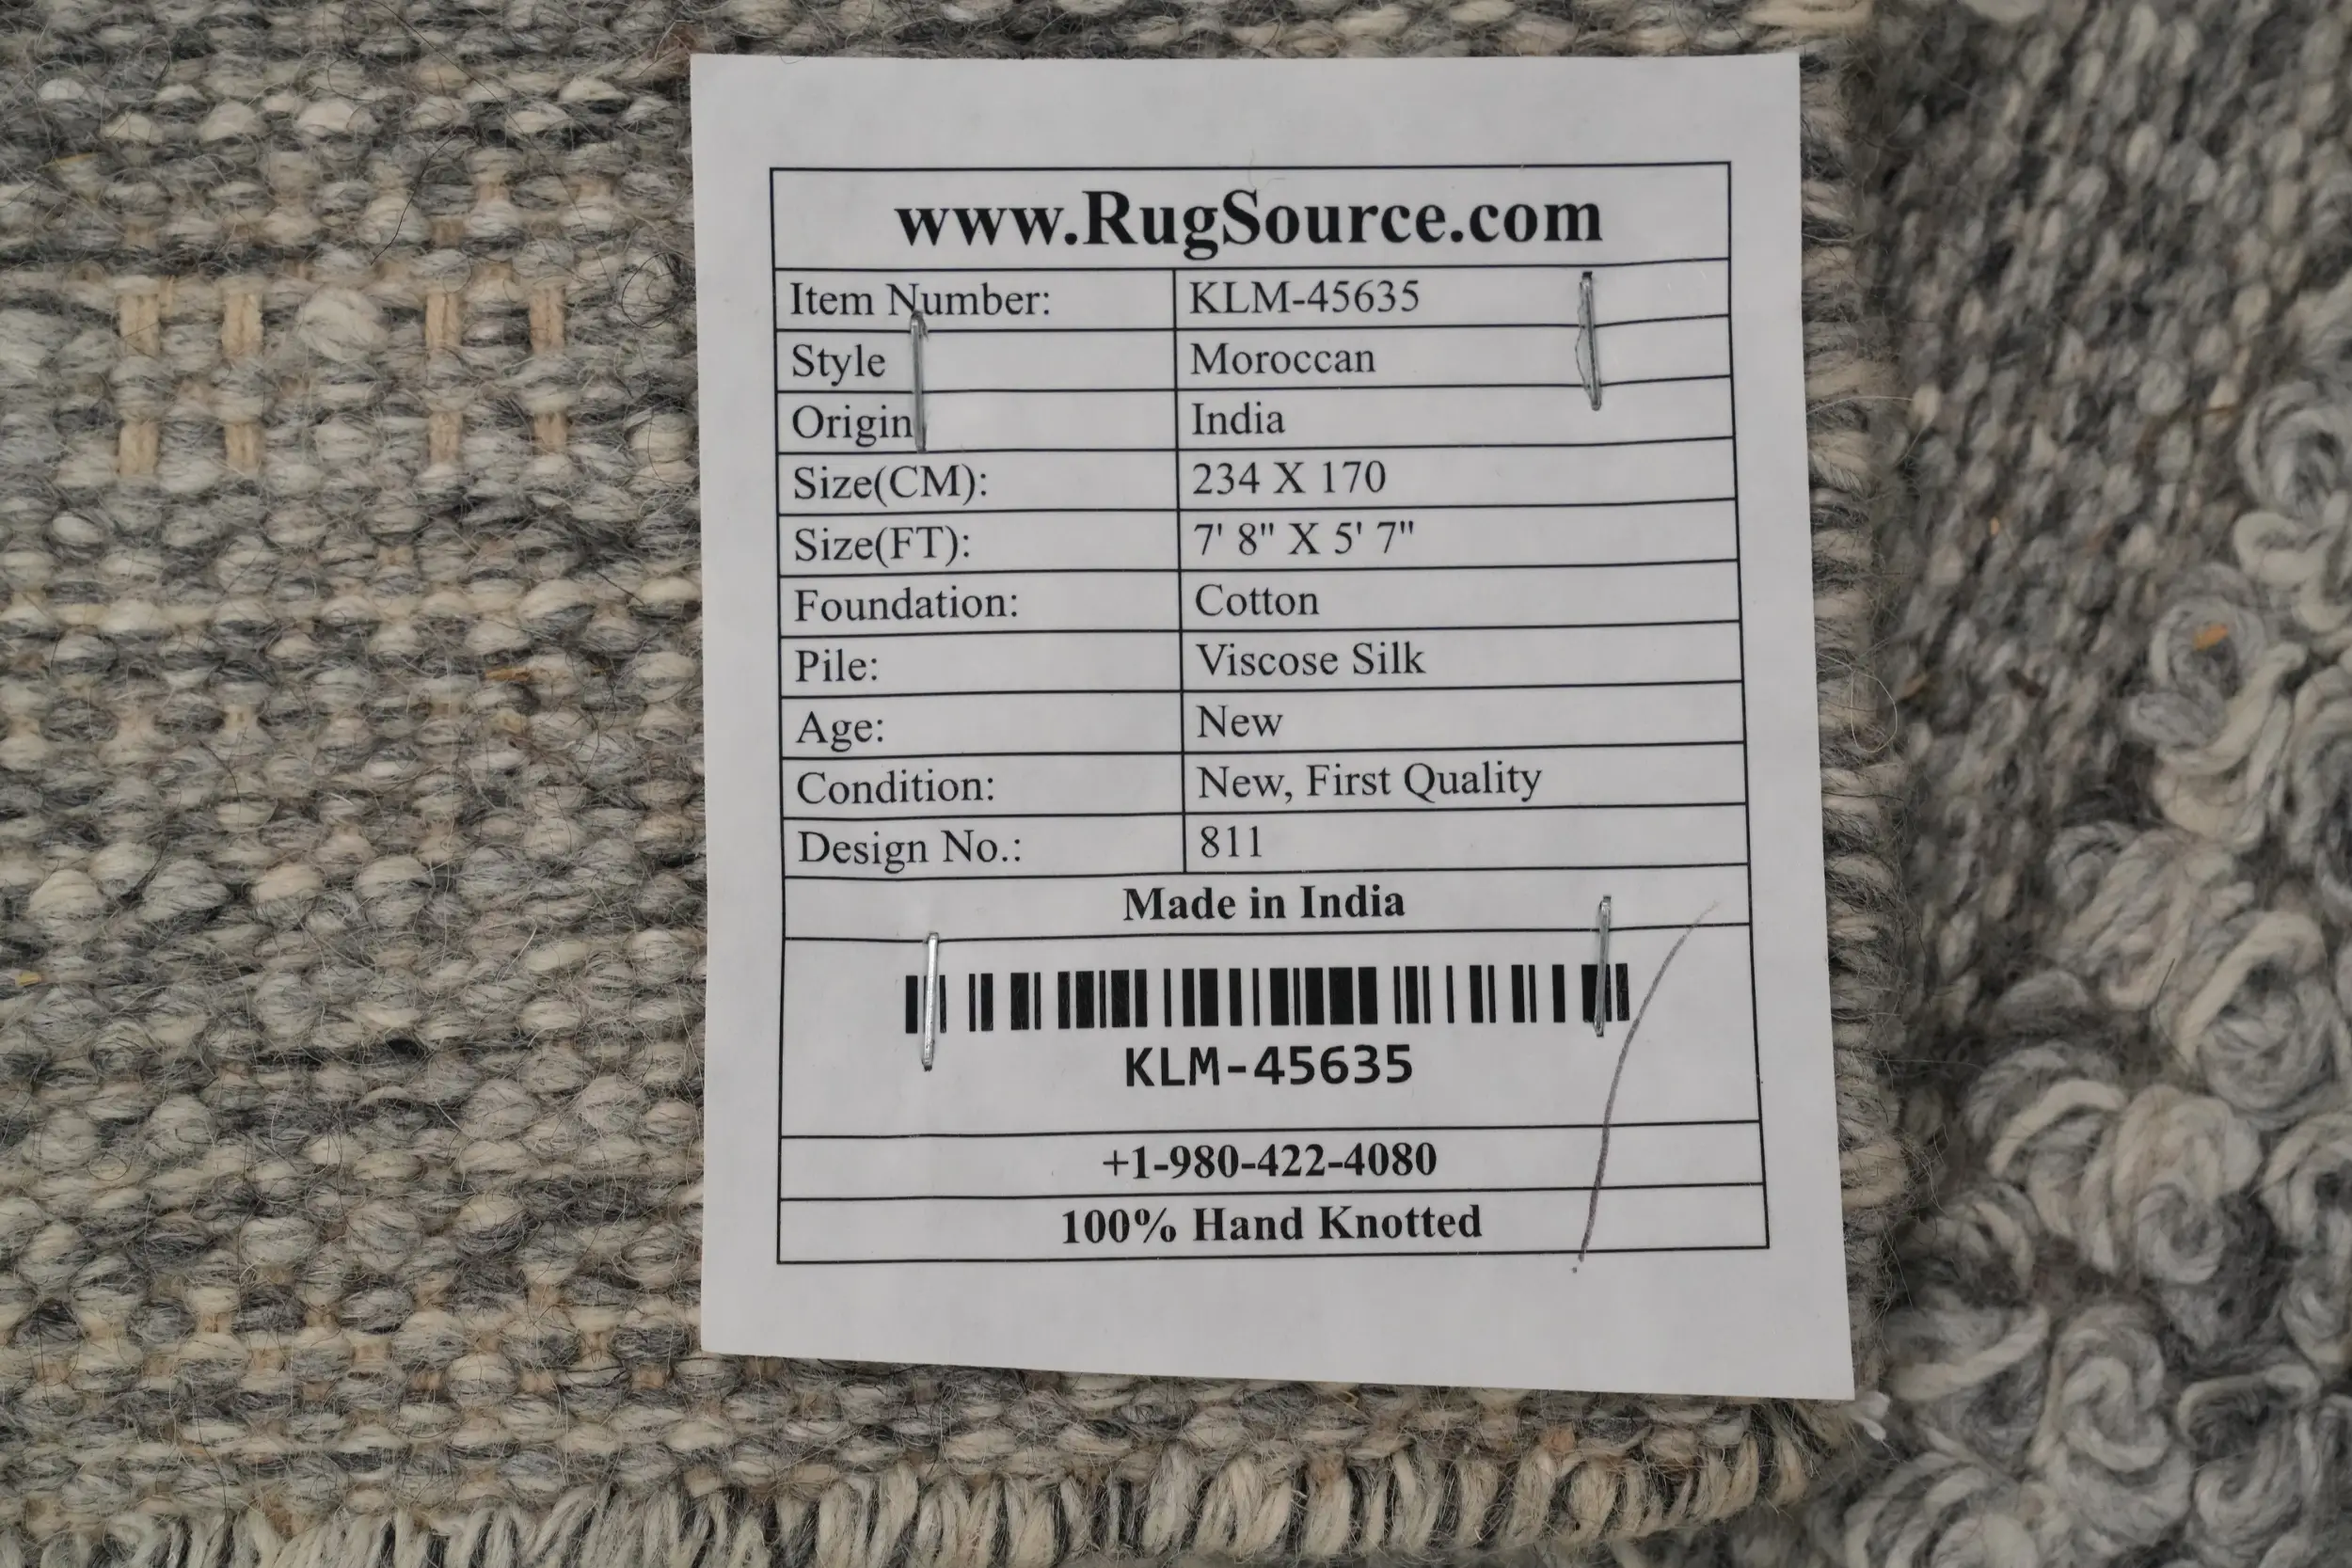 www.RugSource.com
Item Number: KLM-45635
Style Moroccan
Origin India
Size(CM): 234 X 170
Size(FT): 7' 8" X 5' 7"
Foundation: Cotton
Pile: Viscose Silk
Age: New
Condition: New, First Quality
Design No.: 811
Made in India
KLM-45635
+1-980-422-4080
100% Hand Knotted